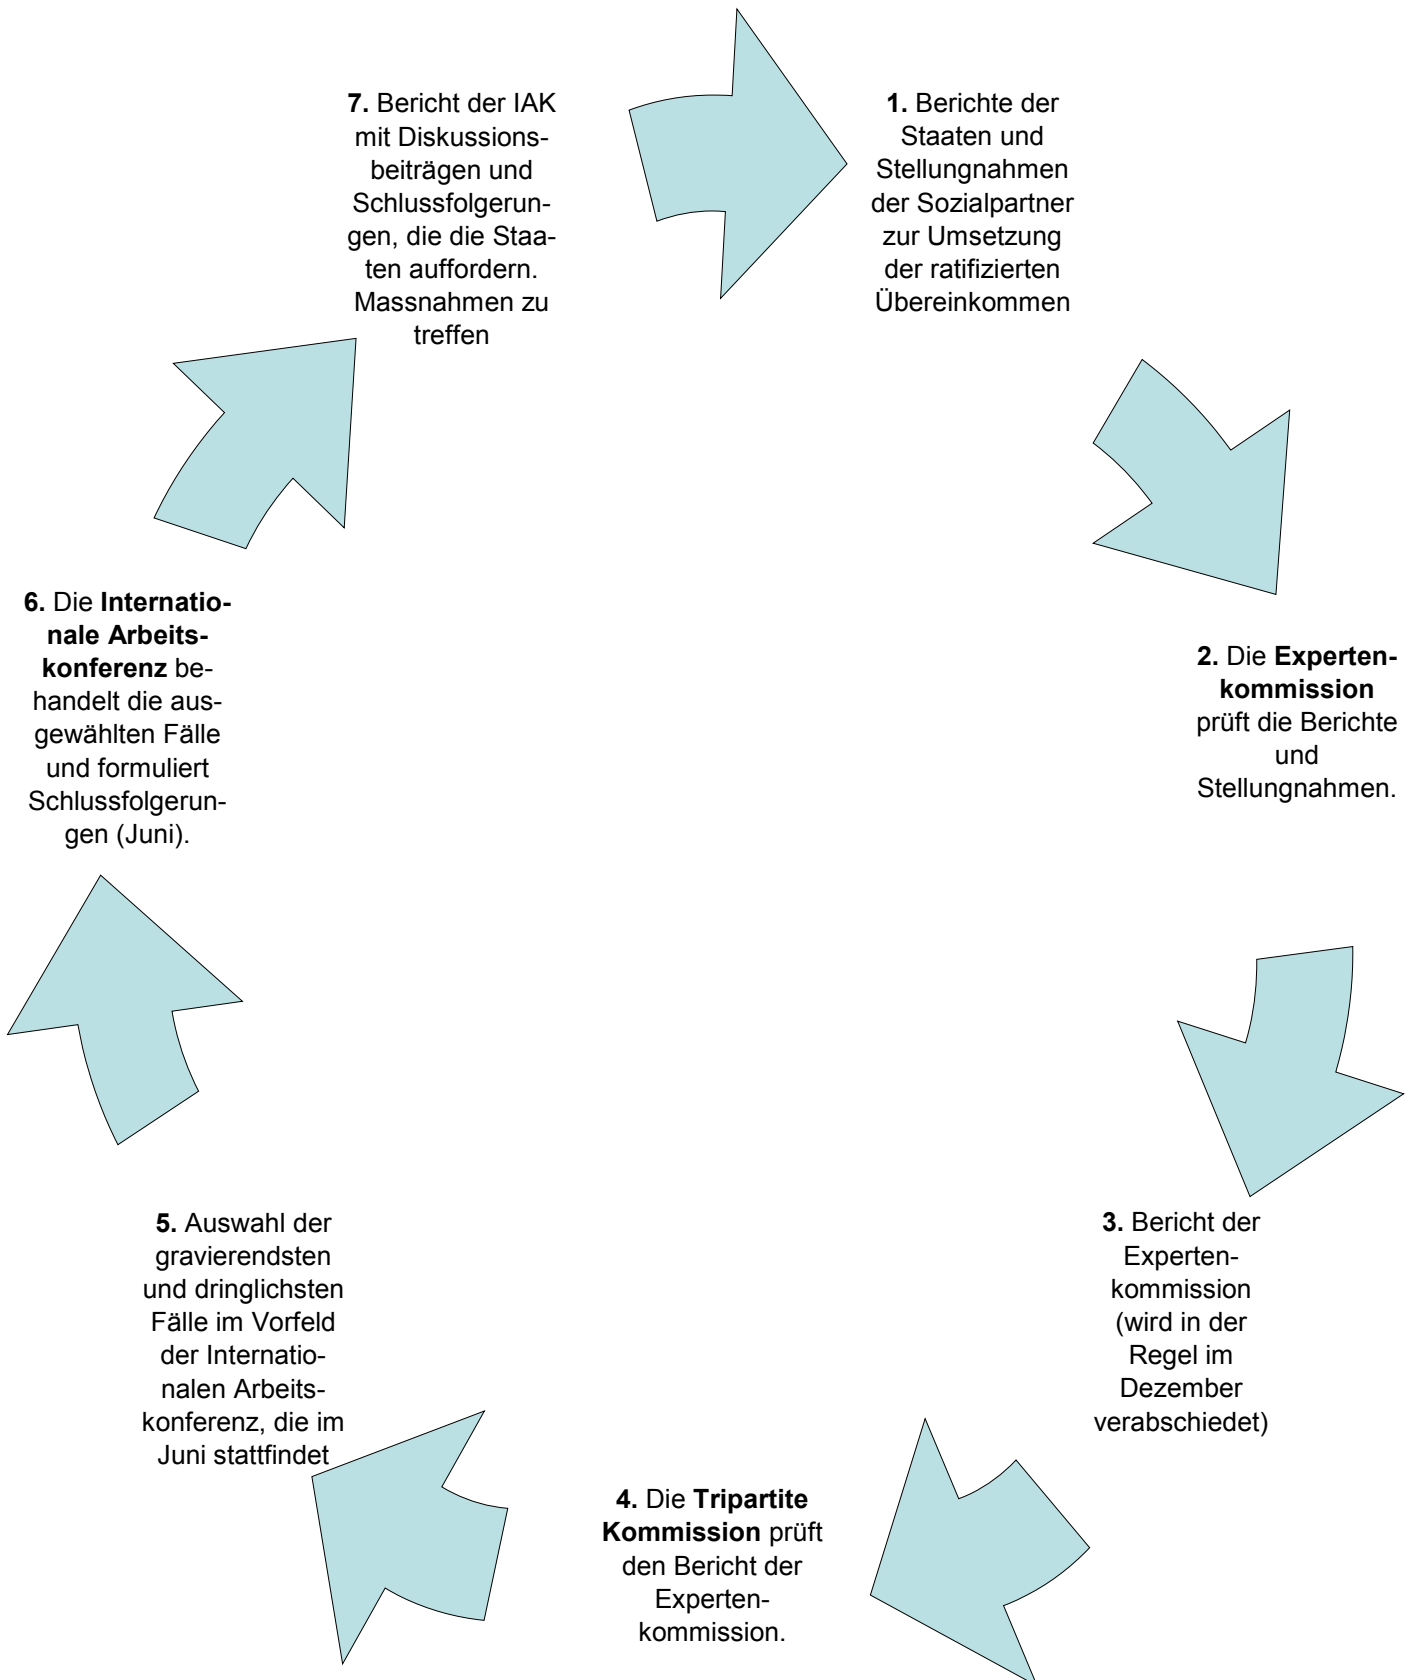 1. Berichte der
Staaten und
Stellungnahmen
der Sozialpartner
zur Umsetzung
der ratifizierten
Übereinkommen
2. Die Experten-
kommission
prüft die Berichte
und
Stellungnahmen.
3. Bericht der
Experten-
kommission
(wird in der
Regel im
Dezember
verabschiedet)
4. Die Tripartite
Kommission prüft
den Bericht der
Experten-
kommission.
5. Auswahl der
gravierendsten
und dringlichsten
Fälle im Vorfeld
der Internatio-
nalen Arbeits-
konferenz, die im
Juni stattfindet
6. Die Internatio-
nale Arbeits-
konferenz be-
handelt die aus-
gewählten Fälle
und formuliert
Schlussfolgerun-
gen (Juni).
7. Bericht der IAK
mit Diskussions-
beiträgen und
Schlussfolgerun-
gen, die die Staa-
ten auffordern.
Massnahmen zu
treffen